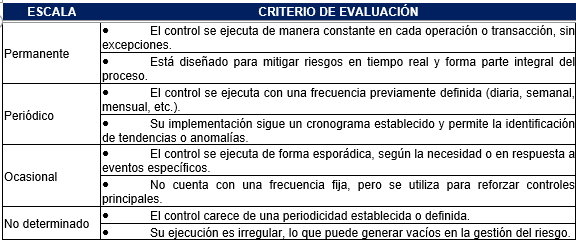 ESCALA CRITERIO DE EVALUACIÓN
Permanente
● El control se ejecuta de manera constante en cada operación o transacción, sin
excepciones.
● Está diseñado para mitigar riesgos en tiempo real y forma parte integral del
proceso.
Periódico
● El control se ejecuta con una frecuencia previamente definida (diaria, semanal,
mensual, etc.).
● Su implementación sigue un cronograma establecido y permite la identificación
de tendencias o anomalías.
Ocasional
● El control se ejecuta de forma esporádica, según la necesidad o en respuesta a
eventos específicos.
● No cuenta con una frecuencia fija, pero se utiliza para reforzar controles
principales.
No determinado
● El control carece de una periodicidad establecida o definida.
● Su ejecución es irregular, lo que puede generar vacíos en la gestión del riesgo.